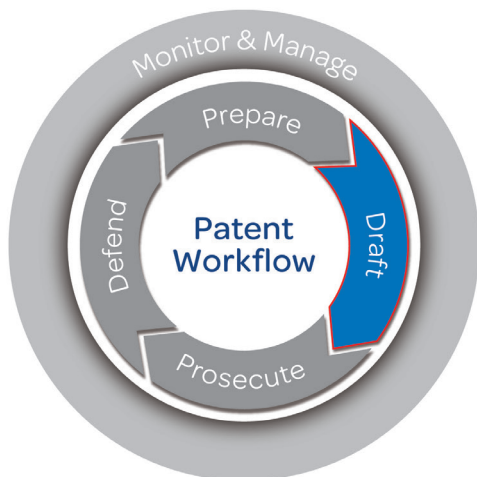 Monitor & Manage
Prepare
Draft
Prosecute
Defend
Patent
Workflow